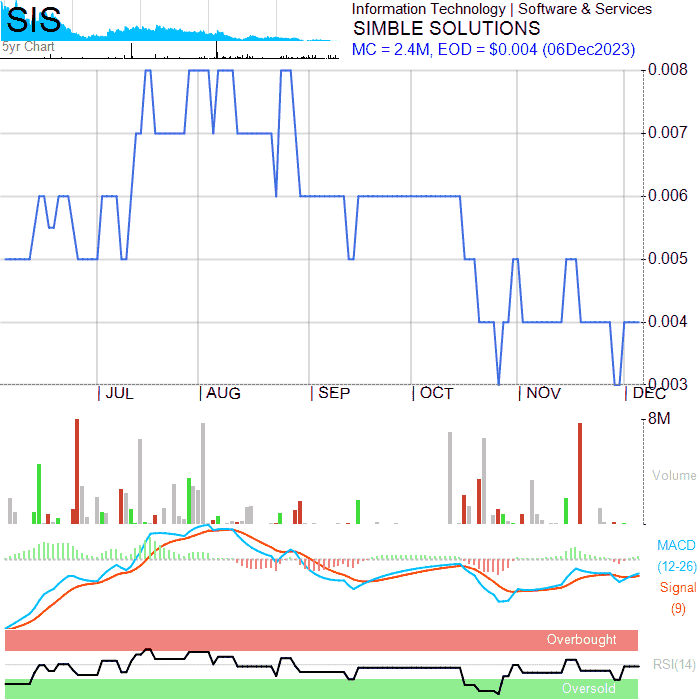 SIS
5yr Chart
Information Technology | Software & Services
SIMBLE SOLUTIONS
MC = 2.4M, EOD = $0.004 (06Dec2023)
0.008
0.007
0.006
0.005
0.004
0.003
JUL AUG SEP OCT NOV DEC
8M
Volume
MACD
(12-26)
Signal
(9)
Overbought
RSI(14)
Oversold